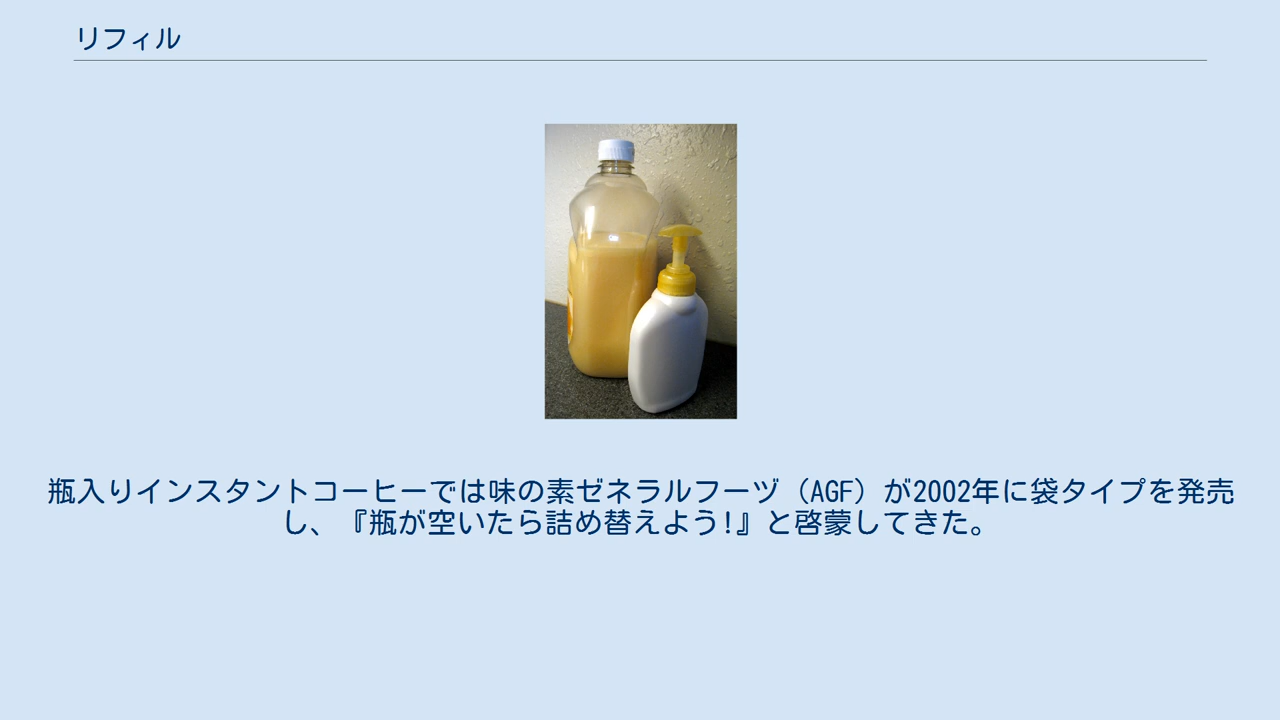 リフィル
瓶入りインスタントコーヒーでは味の素ゼネラルフーヅ（AGF）が2002年に袋タイプを発売
し、『瓶が空いたら詰め替えよう!』と啓蒙してきた。